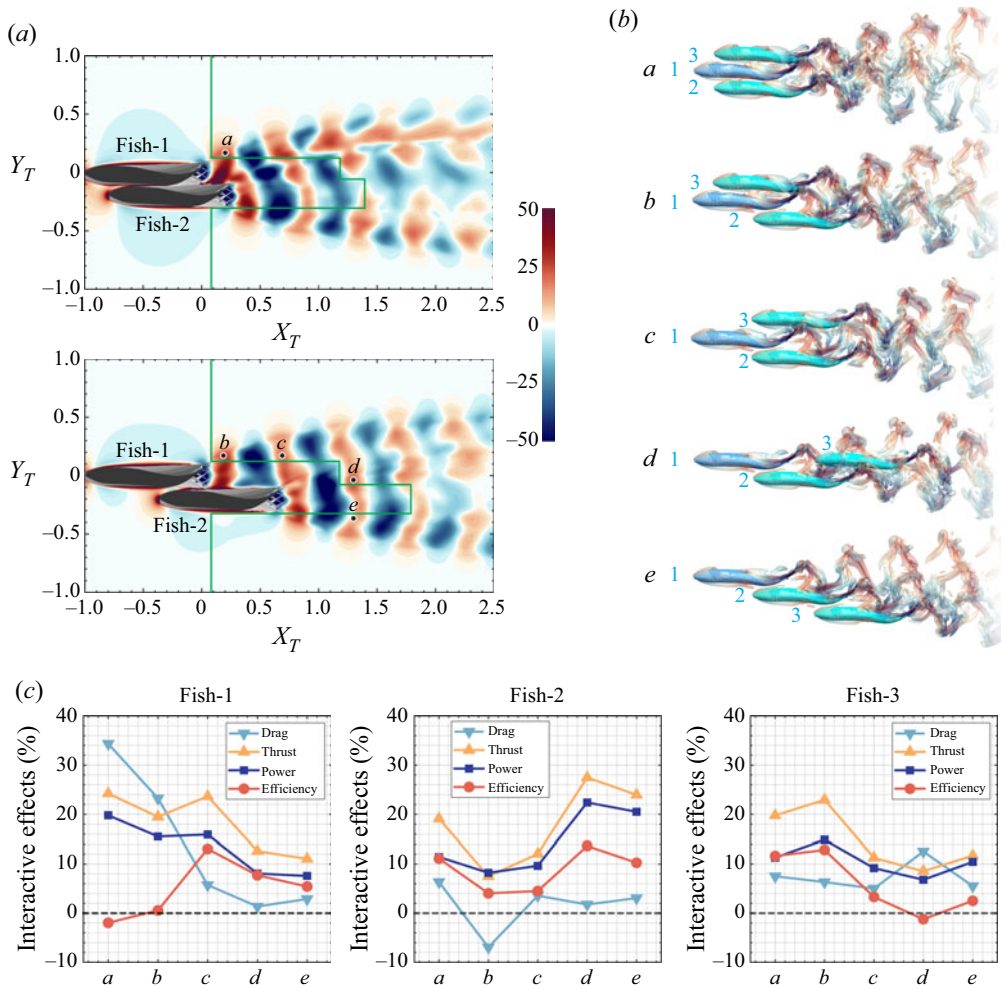 (a)
1.0
0.5
Y_T
0
–0.5
–1.0
Fish-1
Fish-2
a
–1.0 –0.5 0 0.5 1.0 1.5 2.0 2.5
X_T
1.0
0.5
Y_T
0
–0.5
–1.0
Fish-1
Fish-2
b c
d
e
–1.0 –0.5 0 0.5 1.0 1.5 2.0 2.5
X_T
50
25
0
–25
–50
(b)
a 3
1
2
b 3
1
2
c 3
1
2
d 3
1
2
e 1
2
3
(c)
Fish-1
Interactive effects (%)
40
30
20
10
0
–10
Drag
Thrust
Power
Efficiency
a b c d e
Fish-2
Interactive effects (%)
40
30
20
10
0
–10
Drag
Thrust
Power
Efficiency
a b c d e
Fish-3
Interactive effects (%)
40
30
20
10
0
–10
Drag
Thrust
Power
Efficiency
a b c d e